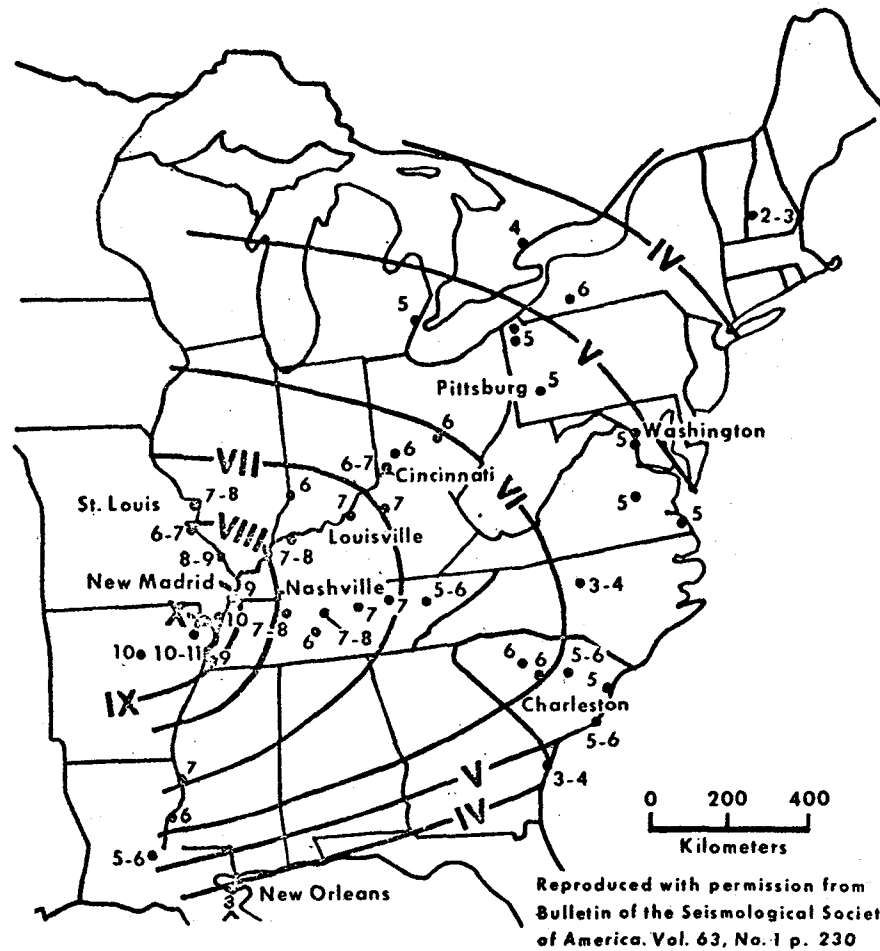 2-3
4
IV
6
5
5
V
Pittsburg
5
6
5
Washington
6
6-7
Cincinnati
VII
VI
St. Louis
7-8
6
7
7
5
5
6-7
VIII
Louisville
8-9
7-8
New Madrid
9
Nashville
5-6
3-4
X
10
7-8
7
7
7-8
6
10
10-11
9
6
6
5-6
5
IX
Charleston
5-6
7
V
3-4
6
IV
0 200 400
Kilometers
5-6
New Orleans
3
Reproduced with permission from
Bulletin of the Seismological Societ
of America. Vol. 63, No. 1 p. 230